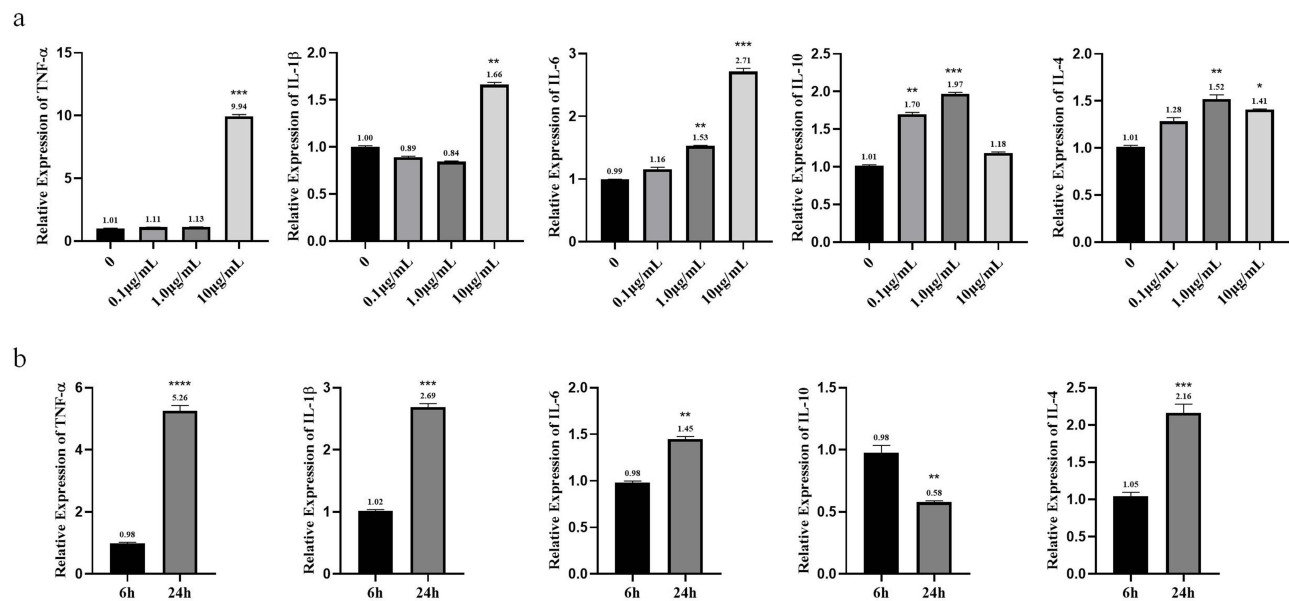 a
Relative Expression of TNF-α
15
10
5
0
1.01
1.11
1.13
9.94
***
0
0.1μg/mL
1.0μg/mL
10μg/mL
Relative Expression of IL-1β
2.0
1.5
1.0
0.5
0.0
1.00
0.89
0.84
1.66
**
0
0.1μg/mL
1.0μg/mL
10μg/mL
Relative Expression of IL-6
3
2
1
0
0.99
1.16
1.53
**
2.71
***
0
0.1μg/mL
1.0μg/mL
10μg/mL
Relative Expression of IL-10
2.5
2.0
1.5
1.0
0.5
0.0
1.01
1.70
**
1.97
***
1.18
0
0.1μg/mL
1.0μg/mL
10μg/mL
Relative Expression of IL-4
2.0
1.5
1.0
0.5
0.0
1.01
1.28
1.52
**
1.41
*
0
0.1μg/mL
1.0μg/mL
10μg/mL
b
Relative Expression of TNF-α
6
4
2
0
0.98
5.26
****
6h
24h
Relative Expression of IL-1β
3
2
1
0
1.02
2.69
***
6h
24h
Relative Expression of IL-6
2.0
1.5
1.0
0.5
0.0
0.98
1.45
**
6h
24h
Relative Expression of IL-10
1.5
1.0
0.5
0.0
0.98
0.58
**
6h
24h
Relative Expression of IL-4
2.5
2.0
1.5
1.0
0.5
0.0
1.05
2.16
***
6h
24h